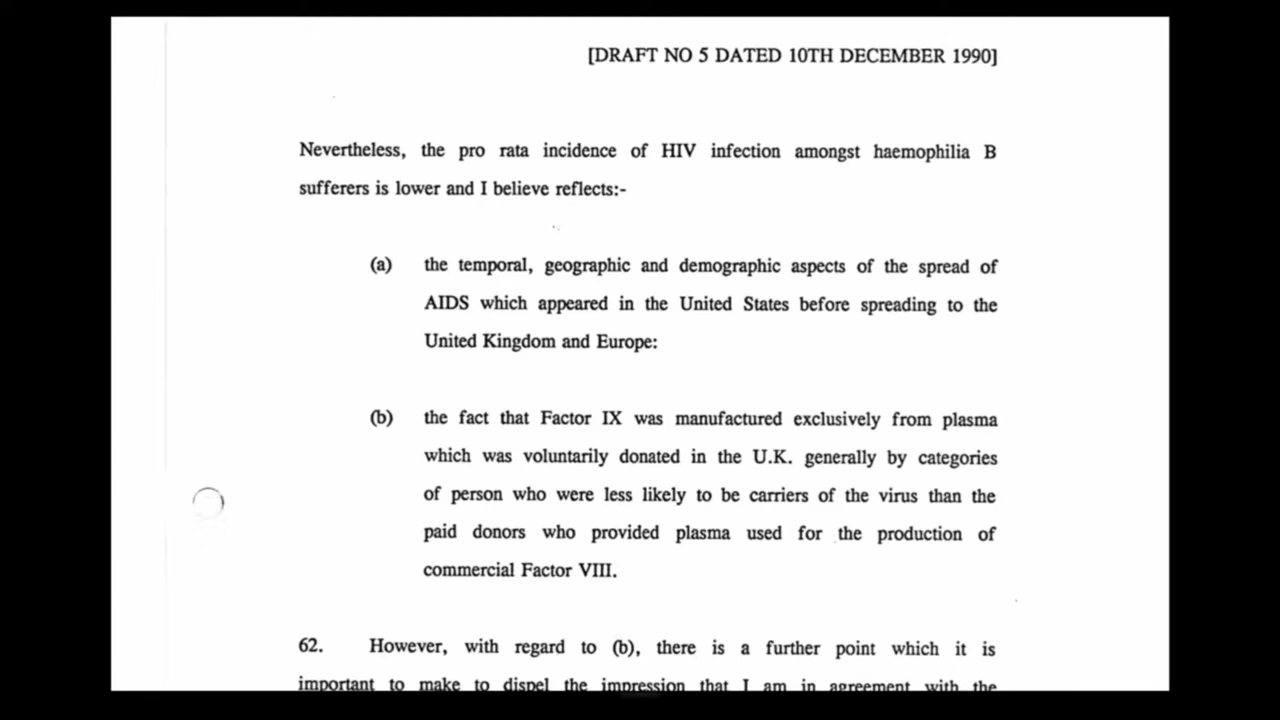 [DRAFT NO 5 DATED 10TH DECEMBER 1990]
Nevertheless, the pro rata incidence of HIV infection amongst haemophilia B
sufferers is lower and I believe reflects:-
(a) the temporal, geographic and demographic aspects of the spread of
AIDS which appeared in the United States before spreading to the
United Kingdom and Europe:
(b) the fact that Factor IX was manufactured exclusively from plasma
which was voluntarily donated in the U.K. generally by categories
of person who were less likely to be carriers of the virus than the
paid donors who provided plasma used for the production of
commercial Factor VIII.
62. However, with regard to (b), there is a further point which it is
important to make to dispel the impression that I am in agreement with the